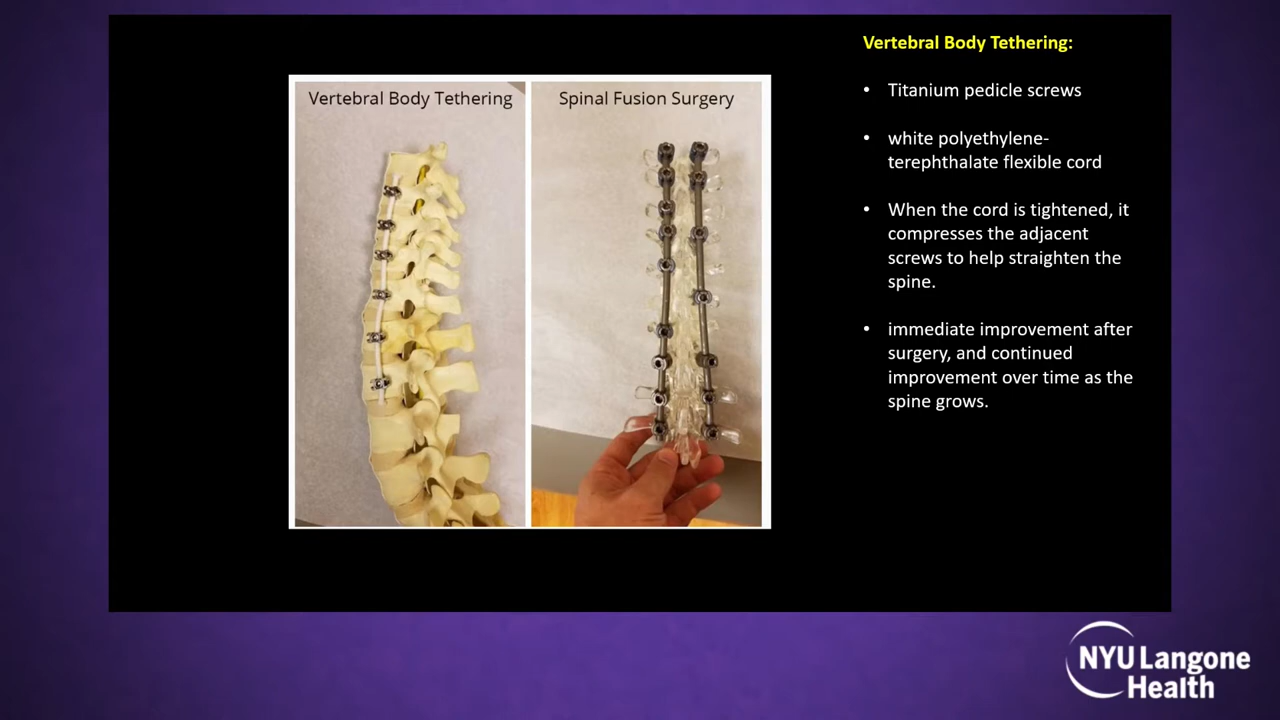 Vertebral Body Tethering
Spinal Fusion Surgery
Vertebral Body Tethering:
• Titanium pedicle screws
• white polyethylene-
terephthalate flexible cord
• When the cord is tightened, it
compresses the adjacent
screws to help straighten the
spine.
• immediate improvement after
surgery, and continued
improvement over time as the
spine grows.
NYU Langone
Health